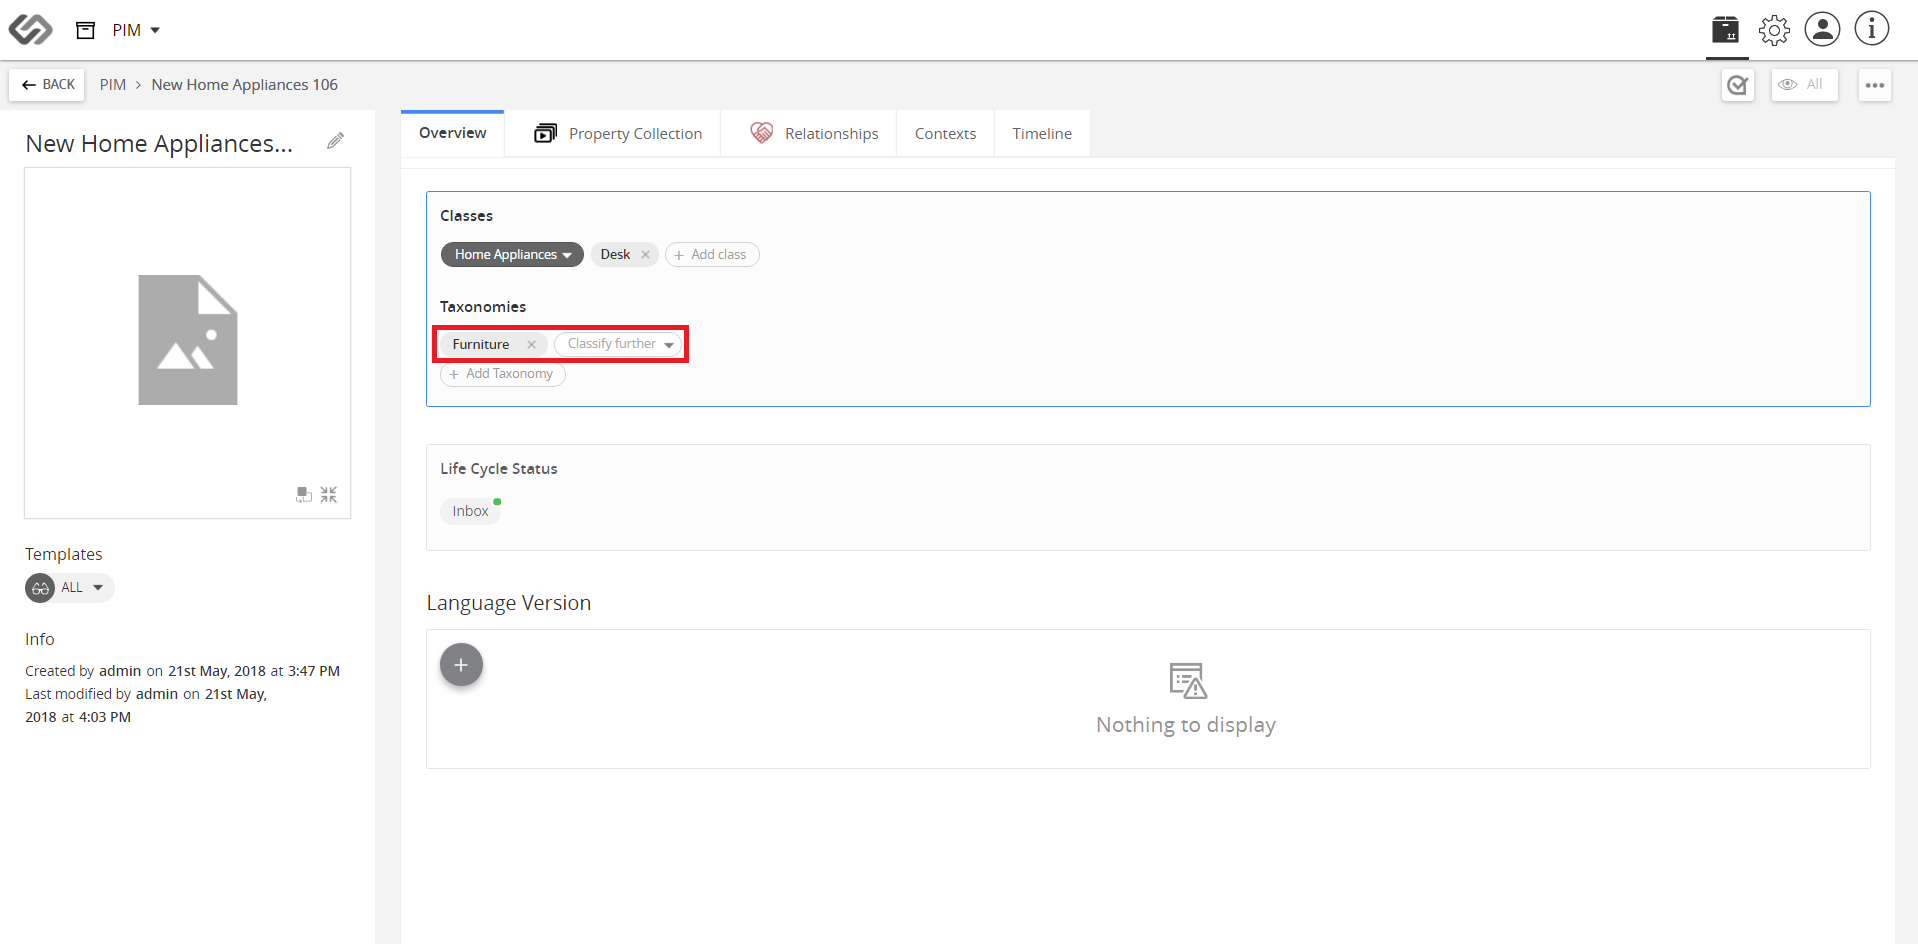 PIM
BACK
PIM > New Home Appliances 106
All
New Home Appliances...
Templates
ALL
Info
Created by admin on 21st May, 2018 at 3:47 PM
Last modified by admin on 21st May,
2018 at 4:03 PM
Overview
Property Collection
Relationships
Contexts
Timeline
Classes
Home Appliances
Desk
+ Add class
Taxonomies
Furniture
Classify further
+ Add Taxonomy
Life Cycle Status
Inbox
Language Version
Nothing to display